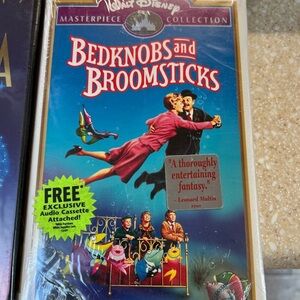 Walt Disney
MASTERPIECE COLLECTION
BEDKNOBS and
BROOMSTICKS
"A thoroughly
entertaining
fantasy."
– Leonard Maltin
FREE*
EXCLUSIVE
Audio Cassette
Attached!
A